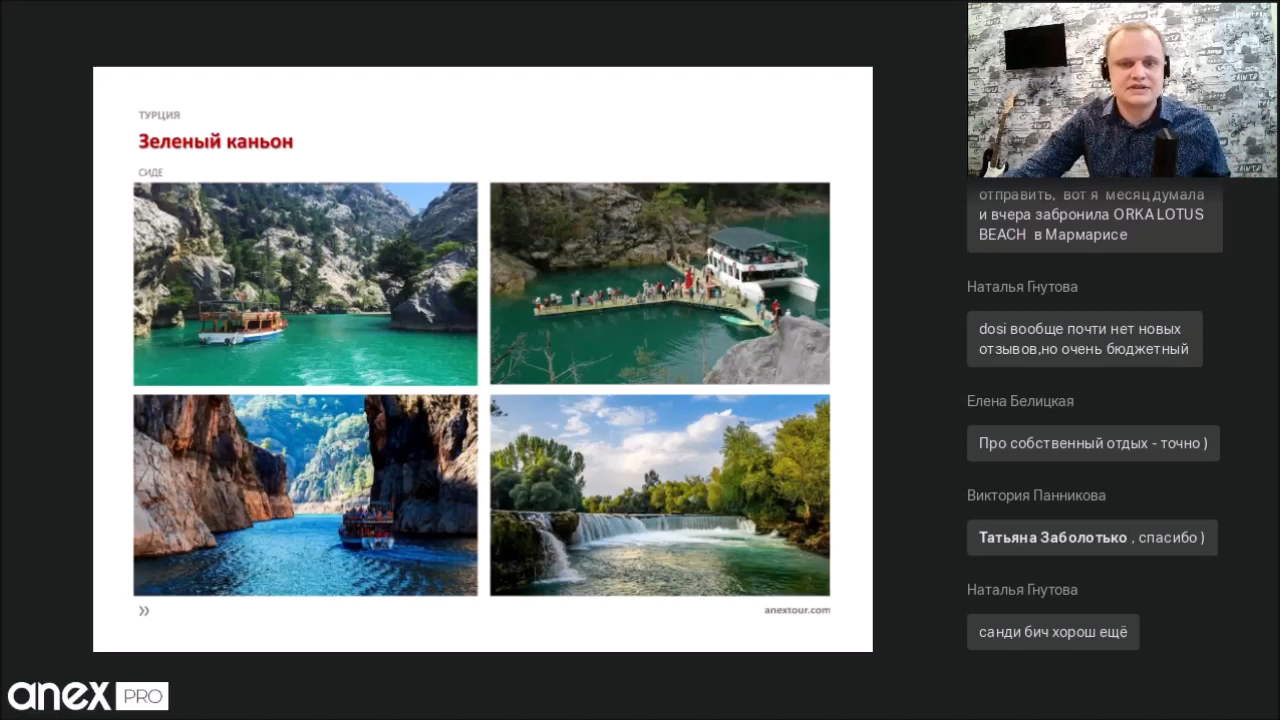 ТУРЦИЯ
Зеленый каньон
СИДЕ
anextour.com
anex PRO
отправить, вот я месяц думала
и вчера забронила ORKA LOTUS
BEACH в Мармарисе
Наталья Гнутова
dosi вообще почти нет новых
отзывов,но очень бюджетный
Елена Белицкая
Про собственный отдых - точно )
Виктория Панникова
Татьяна Заболотько , спасибо )
Наталья Гнутова
санди бич хорош ещё